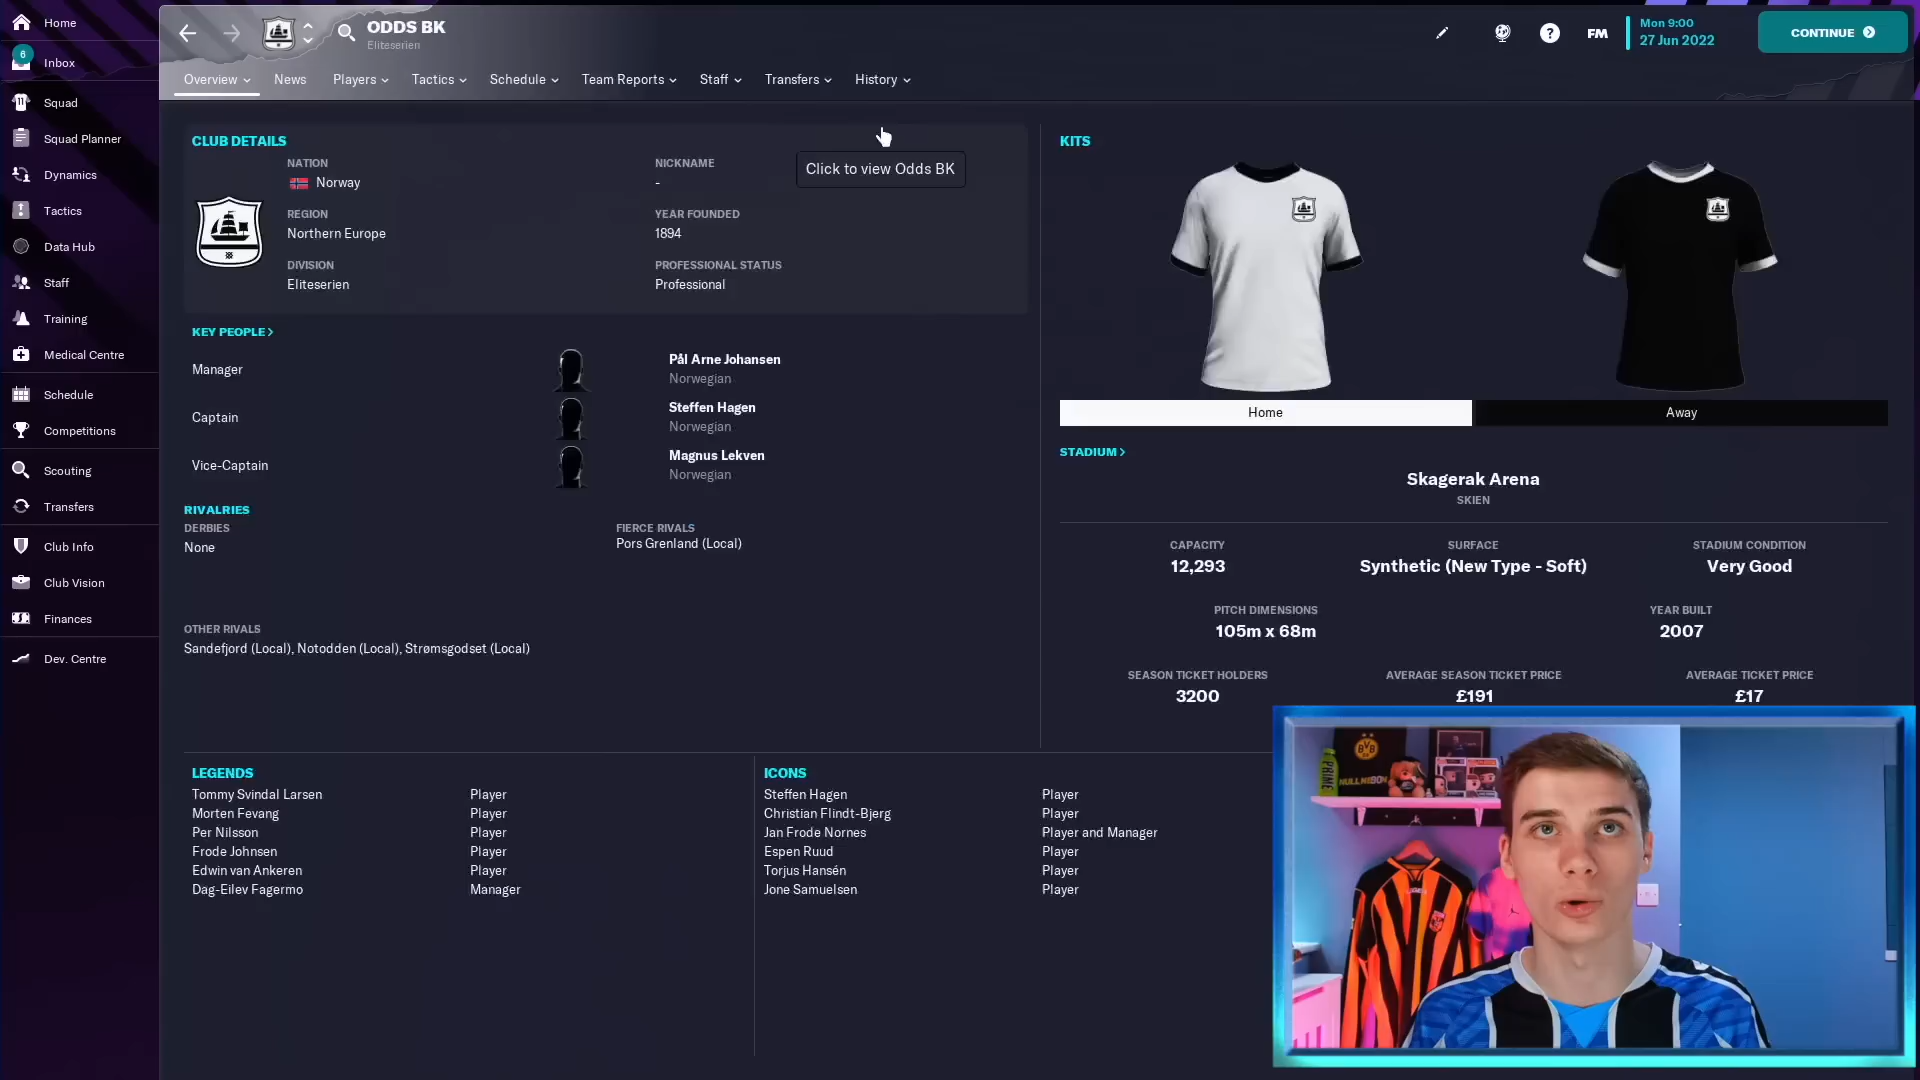 Home
6
Inbox
Squad
Squad Planner
Dynamics
Tactics
Data Hub
Staff
Training
Medical Centre
Schedule
Competitions
Scouting
Transfers
Club Info
Club Vision
Finances
Dev. Centre
ODDS BK
Eliteserien
FM
Mon 9:00
27 Jun 2022
CONTINUE
Overview
News
Players
Tactics
Schedule
Team Reports
Staff
Transfers
History
CLUB DETAILS
NATION
Norway
REGION
Northern Europe
DIVISION
Eliteserien
NICKNAME
-
YEAR FOUNDED
1894
PROFESSIONAL STATUS
Professional
Click to view Odds BK
KEY PEOPLE
Manager
Pål Arne Johansen
Norwegian
Captain
Steffen Hagen
Norwegian
Vice-Captain
Magnus Lekven
Norwegian
RIVALRIES
DERBIES
None
FIERCE RIVALS
Pors Grenland (Local)
OTHER RIVALS
Sandefjord (Local), Notodden (Local), Strømsgodset (Local)
KITS
Home
Away
STADIUM
Skagerak Arena
SKIEN
CAPACITY
12,293
SURFACE
Synthetic (New Type - Soft)
STADIUM CONDITION
Very Good
PITCH DIMENSIONS
105m x 68m
YEAR BUILT
2007
SEASON TICKET HOLDERS
3200
AVERAGE SEASON TICKET PRICE
£191
AVERAGE TICKET PRICE
£17
LEGENDS
Tommy Svindal Larsen Player
Morten Fevang Player
Per Nilsson Player
Frode Johnsen Player
Edwin van Ankeren Player
Dag-Eilev Fagermo Manager
ICONS
Steffen Hagen Player
Christian Flindt-Bjerg Player
Jan Frode Nornes Player and Manager
Espen Ruud Player
Torjus Hansén Player
Jone Samuelsen Player
BVB
PRIME